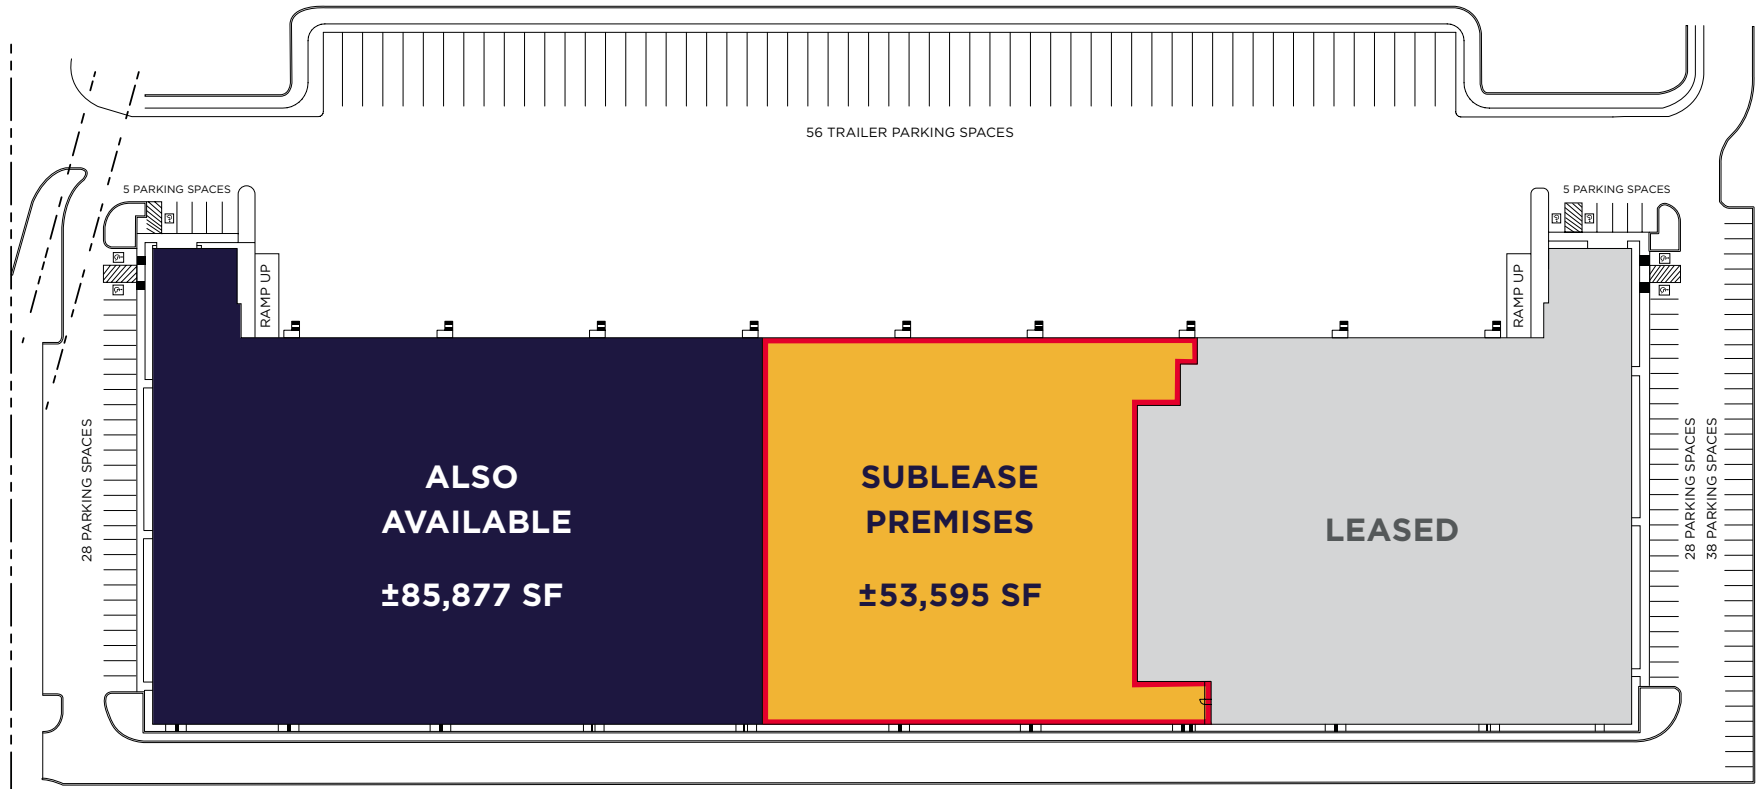 56 TRAILER PARKING SPACES
5 PARKING SPACES
5 PARKING SPACES
RAMP UP
RAMP UP
28 PARKING SPACES
ALSO
AVAILABLE
±85,877 SF
SUBLEASE
PREMISES
±53,595 SF
LEASED
28 PARKING SPACES
38 PARKING SPACES